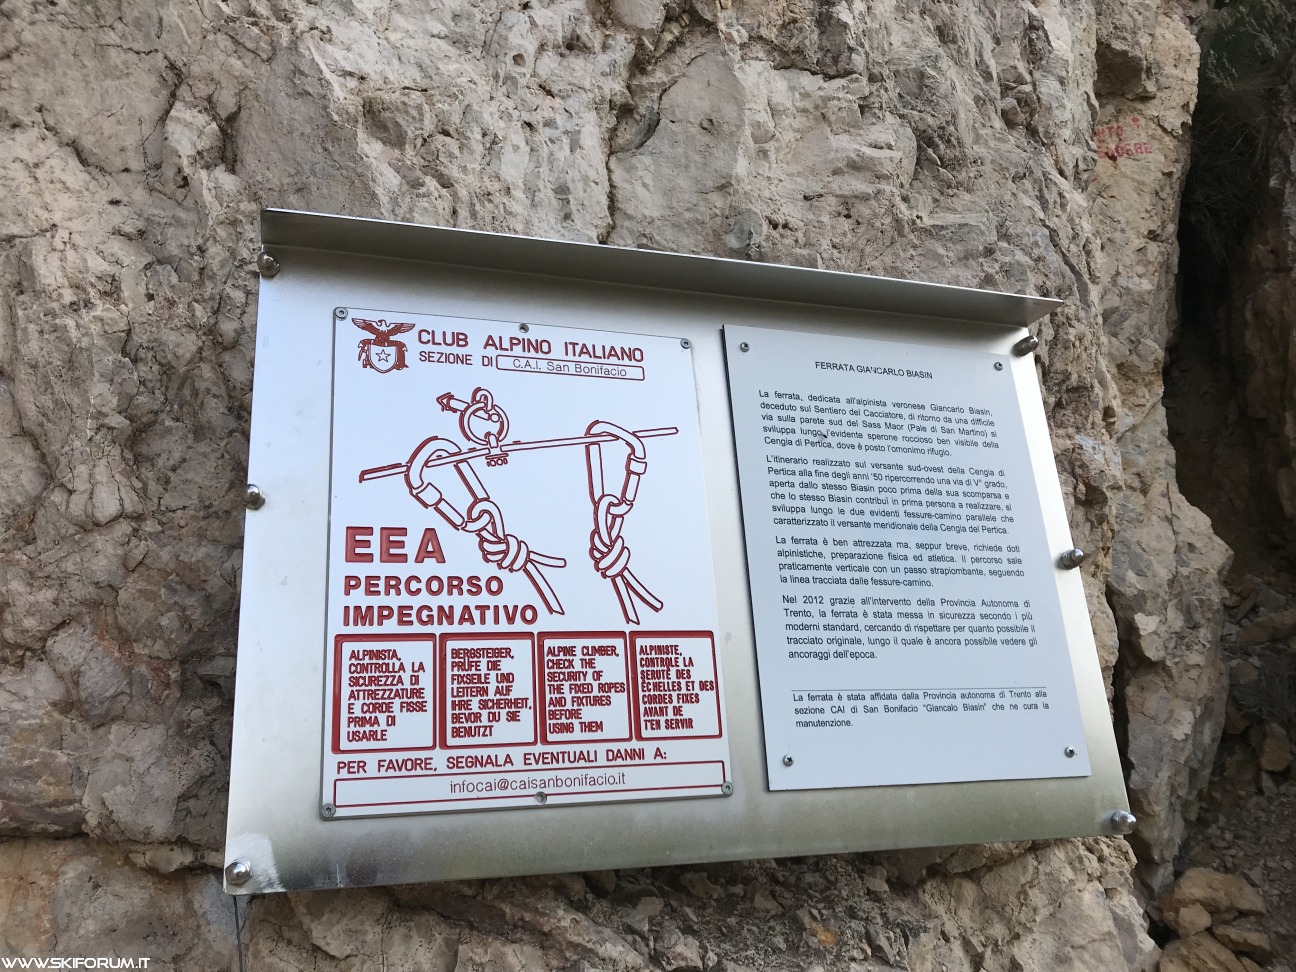 CLUB ALPINO ITALIANO
SEZIONE DI C.A.I. San Bonifacio
EEA
PERCORSO
IMPEGNATIVO
ALPINISTA,
CONTROLLA LA
SICUREZZA DI
ATTREZZATURE
E CORDE FISSE
PRIMA DI
USARLE
BERGSTEIGER,
PRÜFE DIE
FIXSEILE UND
LEITERN AUF
IHRE SICHERHEIT,
BEVOR DU SIE
BENUTZT
ALPINE CLIMBER,
CHECK THE
SECURITY OF
THE FIXED ROPES
AND FIXTURES
BEFORE
USING THEM
ALPINISTE,
CONTROLE LA
SERUTÉ DES
ÉCHELLES ET DES
CORDES FIXES
AVANT DE
T'EN SERVIR
PER FAVORE, SEGNALA EVENTUALI DANNI A:
infocai@caisanbonifacio.it
FERRATA GIANCARLO BIASIN
La ferrata, dedicata all'alpinista veronese Giancarlo Biasin,
deceduto sul Sentiero del Cacciatore, di ritorno da una difficile
via sulla parete sud del Sass Maor (Pale di San Martino) si
sviluppa lungo l'evidente sperone roccioso ben visibile della
Cengia di Pertica, dove è posto l'omonimo rifugio.
L'itinerario realizzato sul versante sud-ovest della Cengia di
Pertica alla fine degli anni '50 ripercorrendo una via di V° grado,
aperta dallo stesso Biasin poco prima della sua scomparsa e
che lo stesso Biasin contribuì in prima persona a realizzare, si
sviluppa lungo le due evidenti fessure-camino parallele che
caratterizzato il versante meridionale della Cengia del Pertica.
La ferrata è ben attrezzata ma, seppur breve, richiede doti
alpinistiche, preparazione fisica ed atletica. Il percorso sale
praticamente verticale con un passo strapiombante, seguendo
la linea tracciata dalle fessure-camino.
Nel 2012 grazie all'intervento della Provincia Autonoma di
Trento, la ferrata è stata messa in sicurezza secondo i più
moderni standard, cercando di rispettare per quanto possibile il
tracciato originale, lungo il quale è ancora possibile vedere gli
ancoraggi dell'epoca.
La ferrata è stata affidata dalla Provincia autonoma di Trento alla
sezione CAI di San Bonifacio "Giancalo Biasin" che ne cura la
manutenzione.
WWW.SKIFORUM.IT